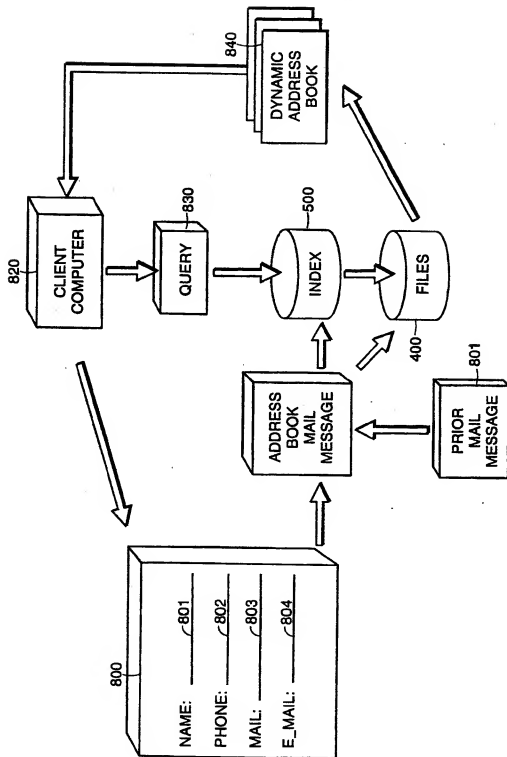 800
NAME:
801
PHONE:
802
MAIL:
803
E_MAIL:
804
820
CLIENT
COMPUTER
830
QUERY
500
INDEX
FILES
400
840
DYNAMIC
ADDRESS
BOOK
ADDRESS
BOOK
MAIL
MESSAGE
801
PRIOR
MAIL
MESSAGE